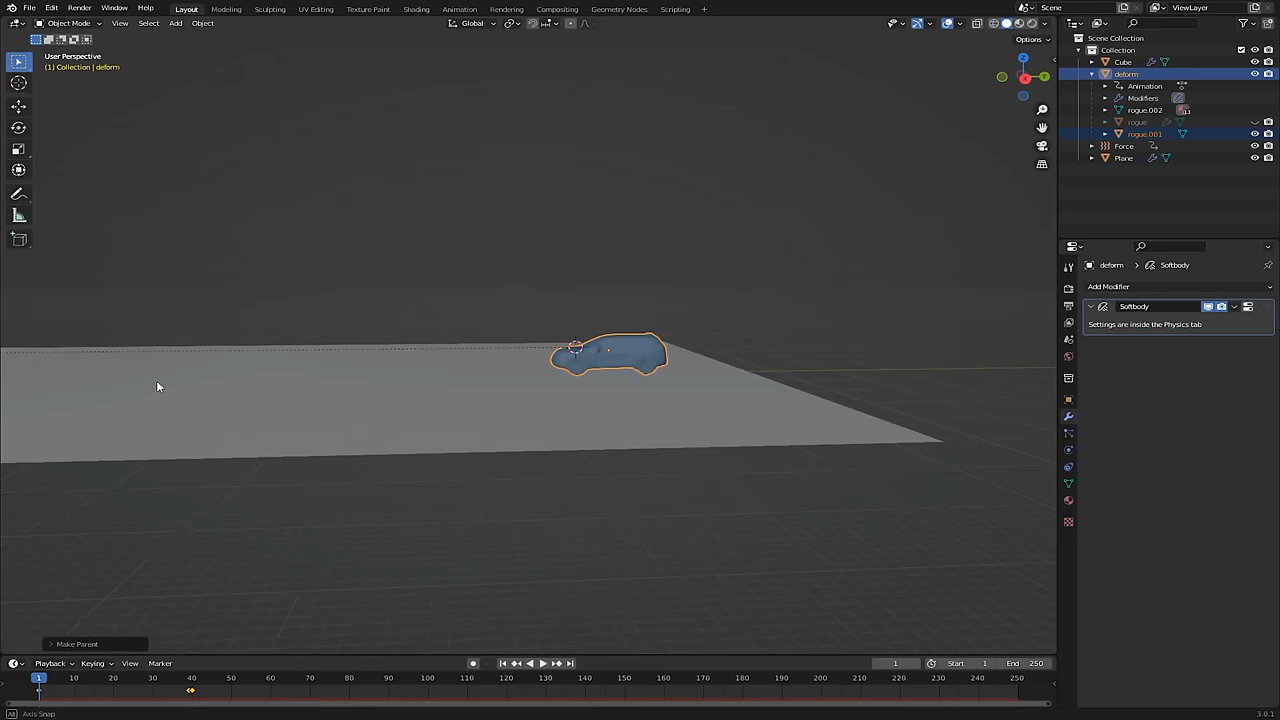 File Edit Render Window Help Layout Modeling Sculpting UV Editing Texture Paint Shading Animation Rendering Compositing Geometry Nodes Scripting Scene ViewLayer
Object Mode View Select Add Object Global
Options
User Perspective
(1) Collection | deform
Scene Collection
Collection
Cube
deform
Animation
Modifiers
rogue.002
rogue
rogue.001
Force
Plane
deform > Softbody
Add Modifier
Softbody
Settings are inside the Physics tab
X
Y
Z
Make Parent
Playback Keying View Marker 1 Start 1 End 250
1 10 20 30 40 50 60 70 80 90 100 110 120 130 140 150 160 170 180 190 200 210 220 230 240 250
Axis Snap 3.0.1